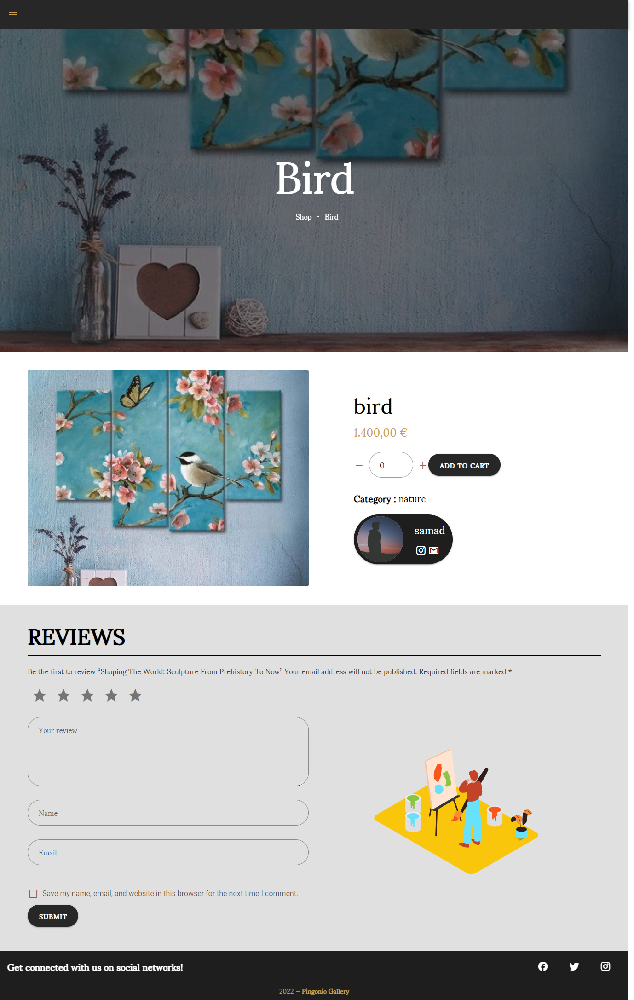 Bird
Shop - Bird
bird
1.400,00 €
0
ADD TO CART
Category : nature
samad
REVIEWS
Be the first to review “Shaping The World: Sculpture From Prehistory To Now” Your email address will not be published. Required fields are marked *
Your review
Name
Email
Save my name, email, and website in this browser for the next time I comment.
SUBMIT
Get connected with us on social networks!
2022 — Pingonio Gallery